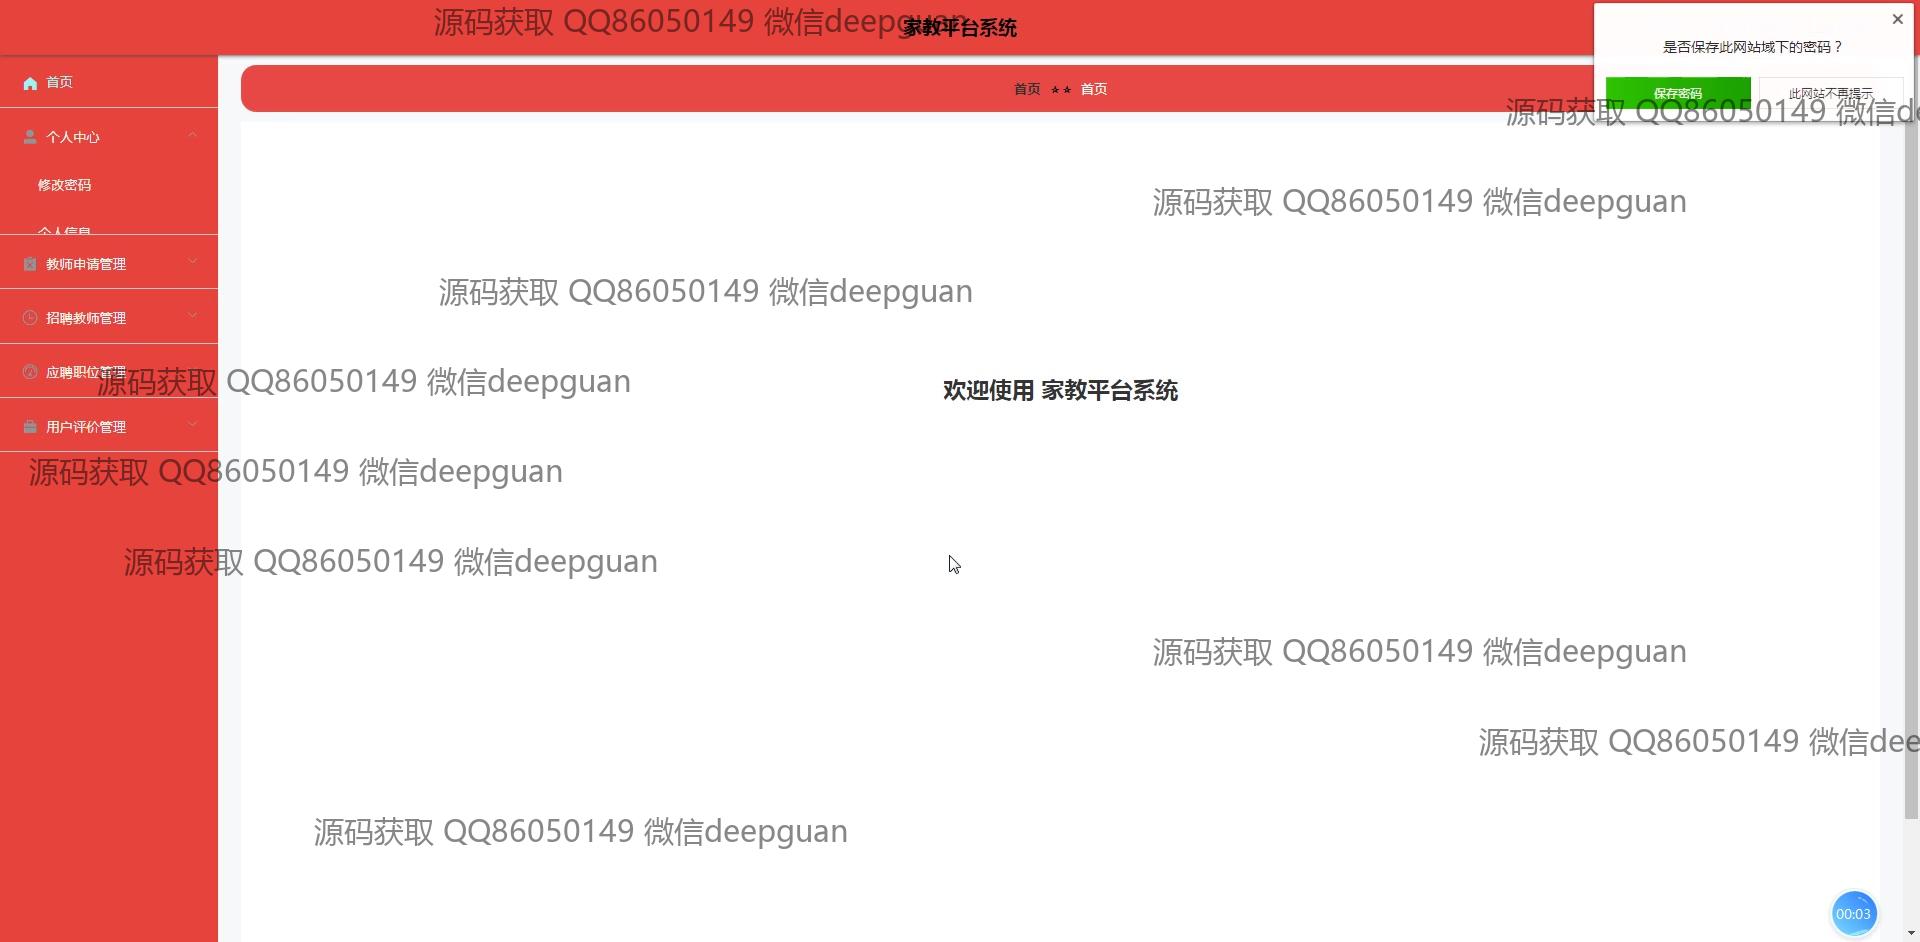 源码获取 QQ86050149 微信deepguan
家教平台系统
是否保存此网站域下的密码？
保存密码
此网站不再提示
首页
首页 ★★ 首页
源码获取 QQ86050149 微信d
个人中心
修改密码
源码获取 QQ86050149 微信deepguan
个人信息
教师申请管理
源码获取 QQ86050149 微信deepguan
招聘教师管理
应聘职位管理
源码获取 QQ86050149 微信deepguan
欢迎使用 家教平台系统
用户评价管理
源码获取 QQ86050149 微信deepguan
源码获取 QQ86050149 微信deepguan
源码获取 QQ86050149 微信deepguan
源码获取 QQ86050149 微信dee
源码获取 QQ86050149 微信deepguan
00:03